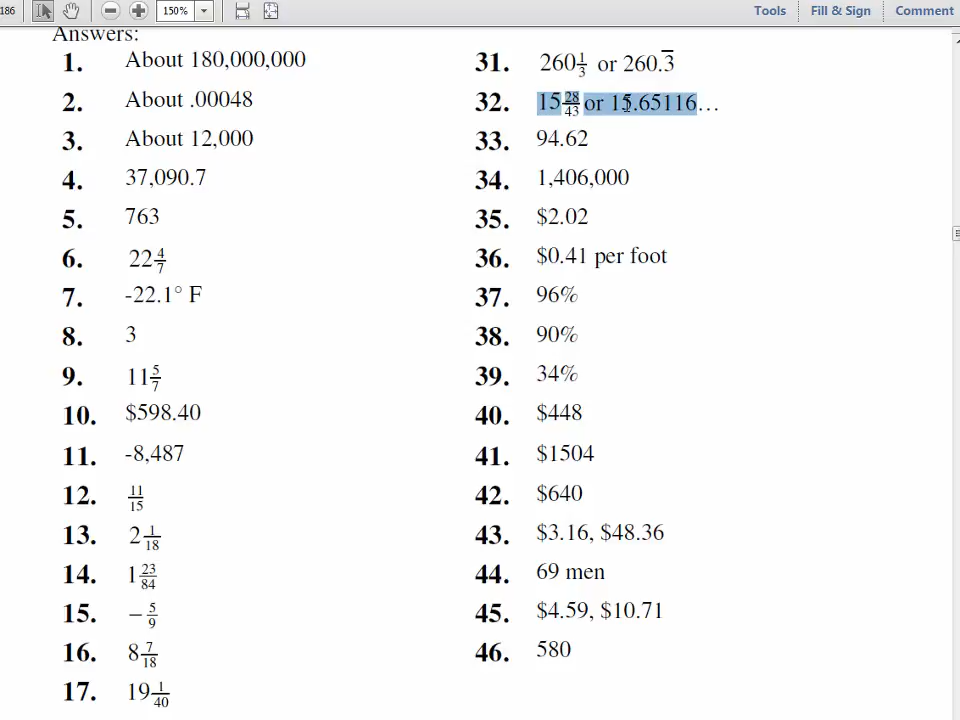 186 150% Tools Fill & Sign Comment
Answers:
1. About 180,000,000
2. About .00048
3. About 12,000
4. 37,090.7
5. 763
6. 22 4/7
7. -22.1° F
8. 3
9. 11 5/7
10. $598.40
11. -8,487
12. 11/15
13. 2 1/18
14. 1 23/84
15. − 5/9
16. 8 7/18
17. 19 1/40
31. 260 1/3 or 260.3̅
32. 15 28/43 or 15.65116…
33. 94.62
34. 1,406,000
35. $2.02
36. $0.41 per foot
37. 96%
38. 90%
39. 34%
40. $448
41. $1504
42. $640
43. $3.16, $48.36
44. 69 men
45. $4.59, $10.71
46. 580